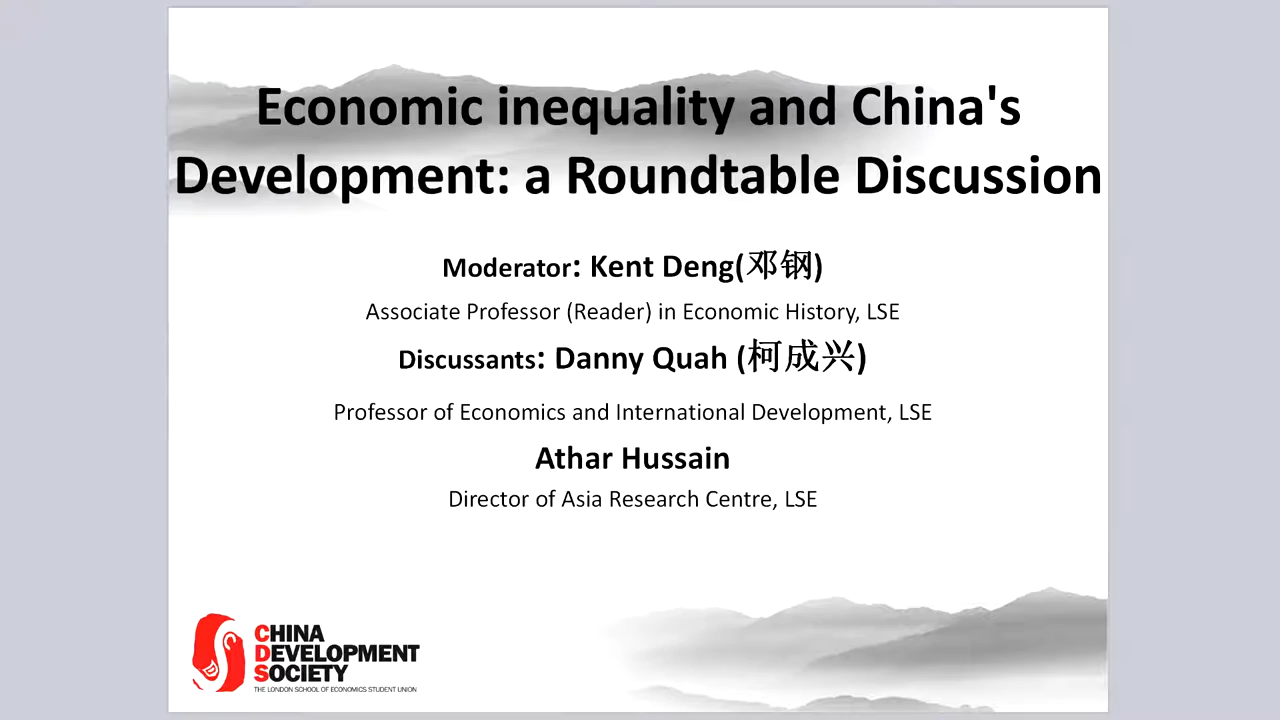 Economic inequality and China's
Development: a Roundtable Discussion
Moderator: Kent Deng(邓钢)
Associate Professor (Reader) in Economic History, LSE
Discussants: Danny Quah (柯成兴)
Professor of Economics and International Development, LSE
Athar Hussain
Director of Asia Research Centre, LSE
CHINA
DEVELOPMENT
SOCIETY
THE LONDON SCHOOL OF ECONOMICS STUDENT UNION